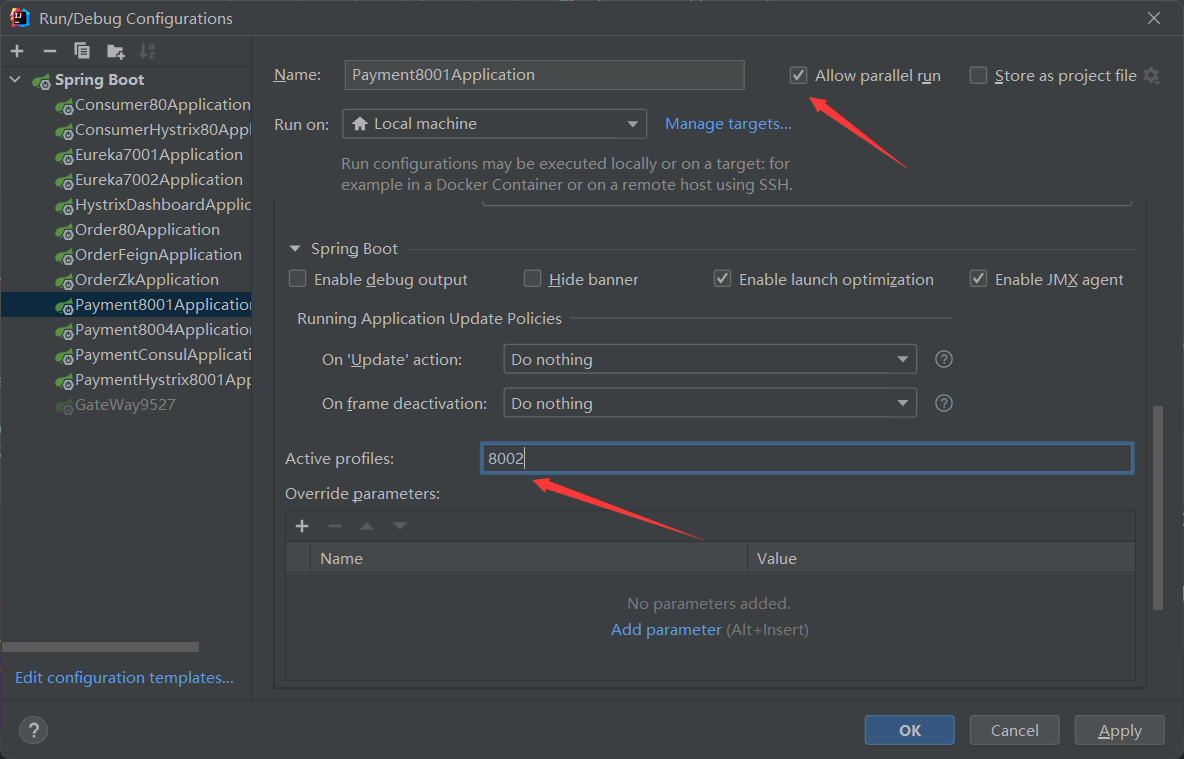 Run/Debug Configurations
Name: Payment8001Application Allow parallel run Store as project file
Run on: Local machine Manage targets...
Run configurations may be executed locally or on a target: for
example in a Docker Container or on a remote host using SSH.
Spring Boot
Consumer80Application
ConsumerHystrix80Appl
Eureka7001Application
Eureka7002Application
HystrixDashboardApplic
Order80Application
OrderFeignApplication
OrderZkApplication
Payment8001Application
Payment8004Application
PaymentConsulApplicati
PaymentHystrix8001App
GateWay9527
Edit configuration templates...
Spring Boot
Enable debug output Hide banner Enable launch optimization Enable JMX agent
Running Application Update Policies
On 'Update' action: Do nothing ?
On frame deactivation: Do nothing ?
Active profiles: 8002
Override parameters:
Name Value
No parameters added.
Add parameter (Alt+Insert)
? OK Cancel Apply